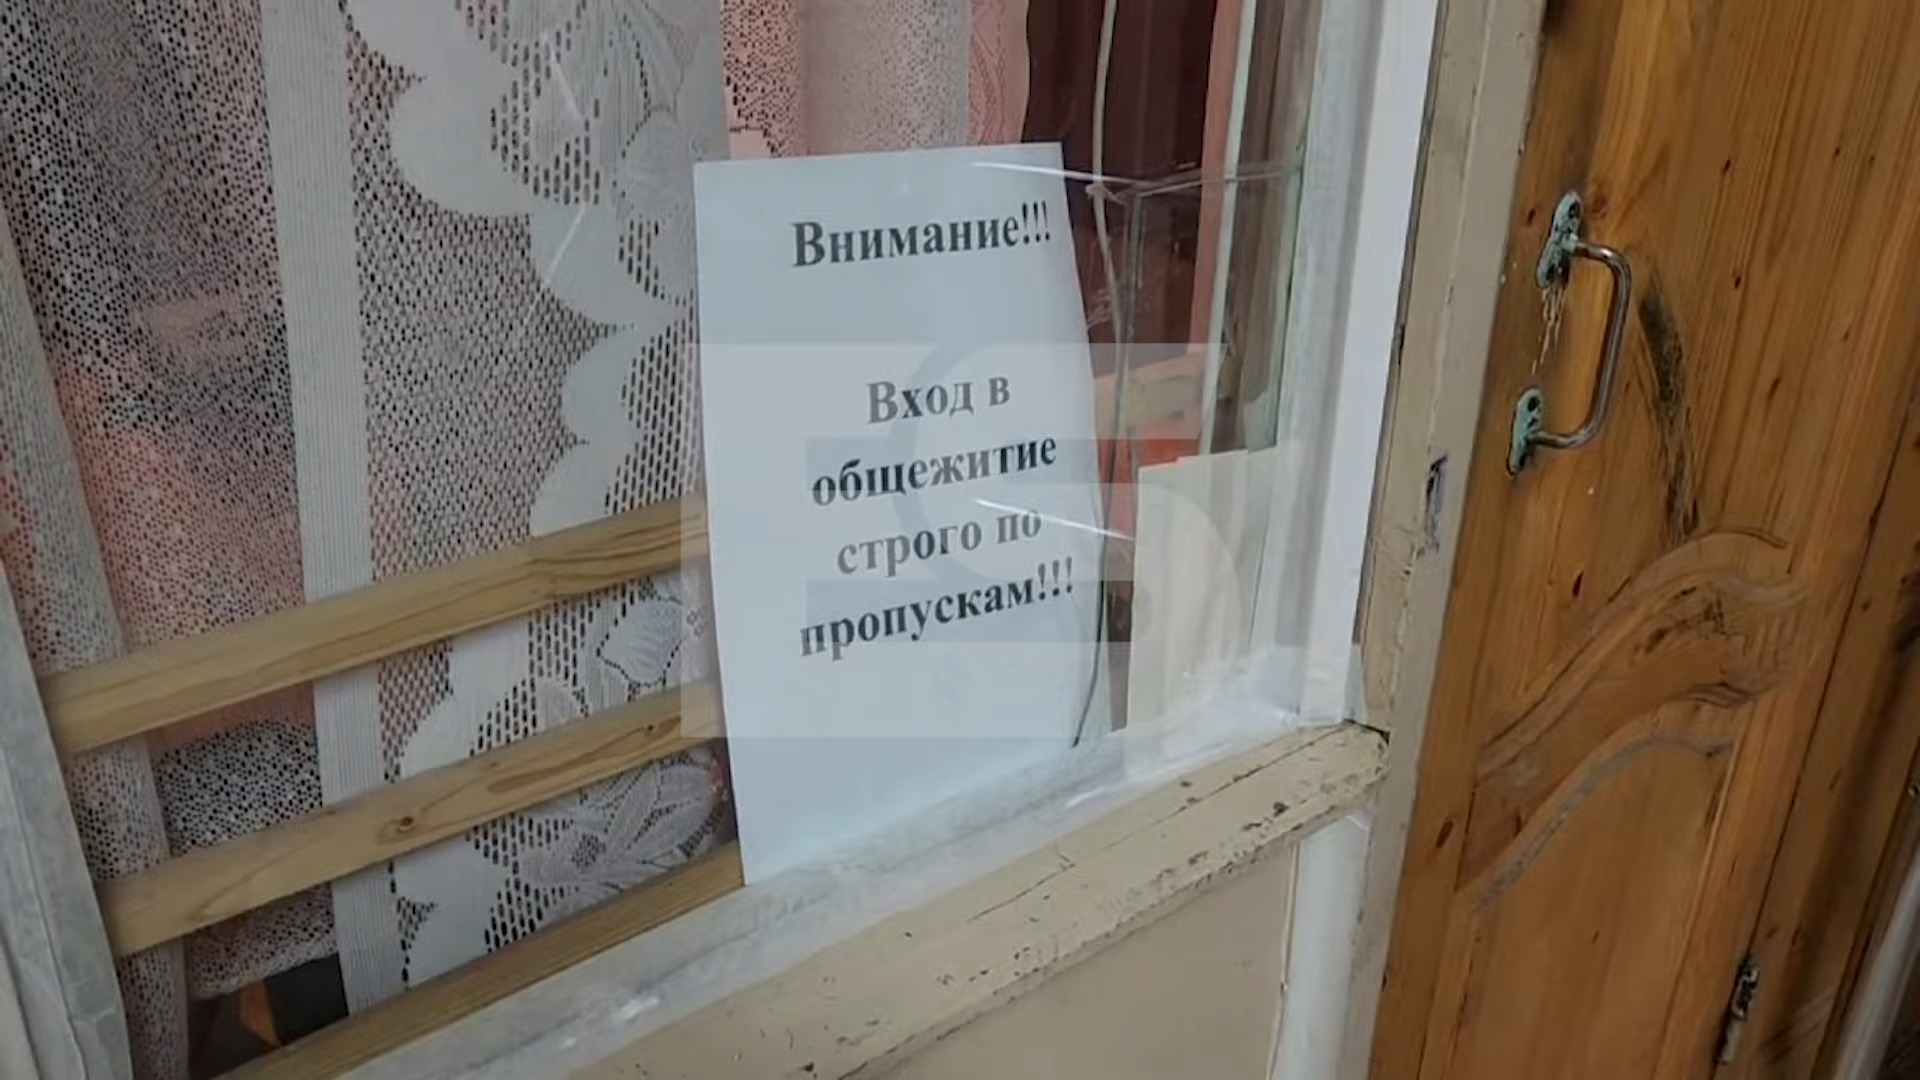 Внимание!!!
Вход в
общежитие
строго по
пропускам!!!